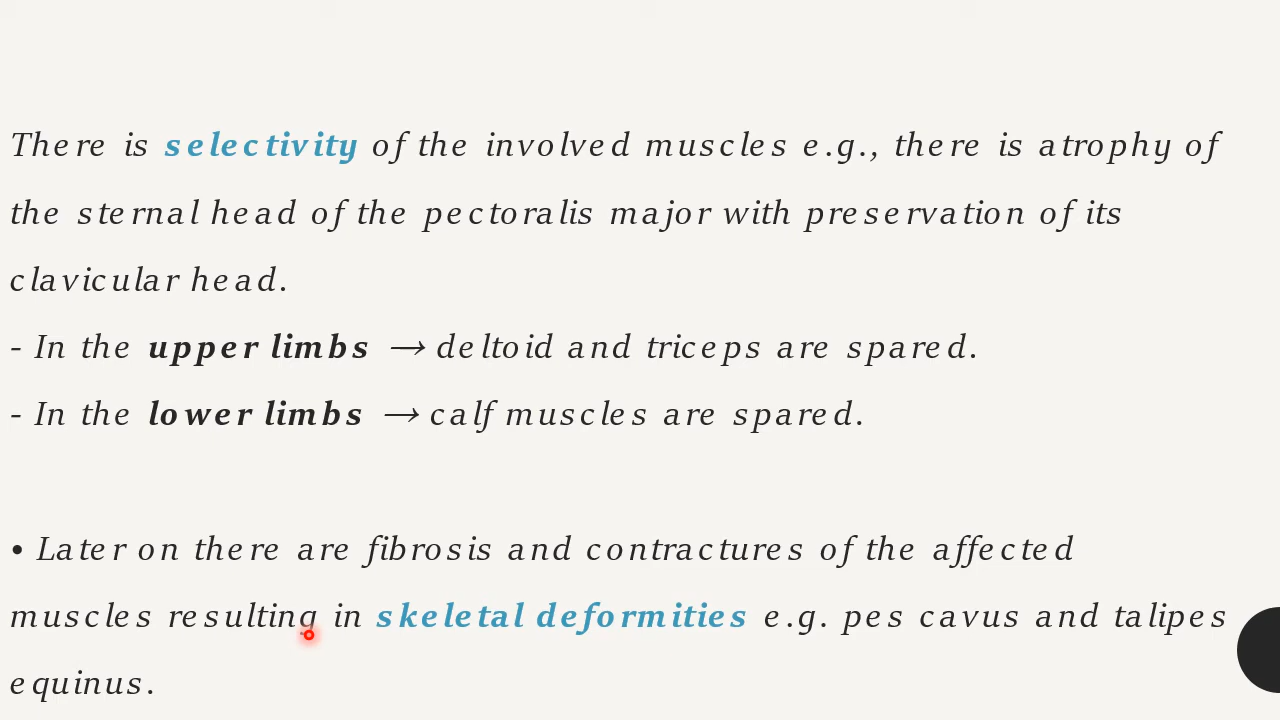 There is selectivity of the involved muscles e.g., there is atrophy of
the sternal head of the pectoralis major with preservation of its
clavicular head.
- In the upper limbs → deltoid and triceps are spared.
- In the lower limbs → calf muscles are spared.
• Later on there are fibrosis and contractures of the affected
muscles resulting in skeletal deformities e.g. pes cavus and talipes
equinus.